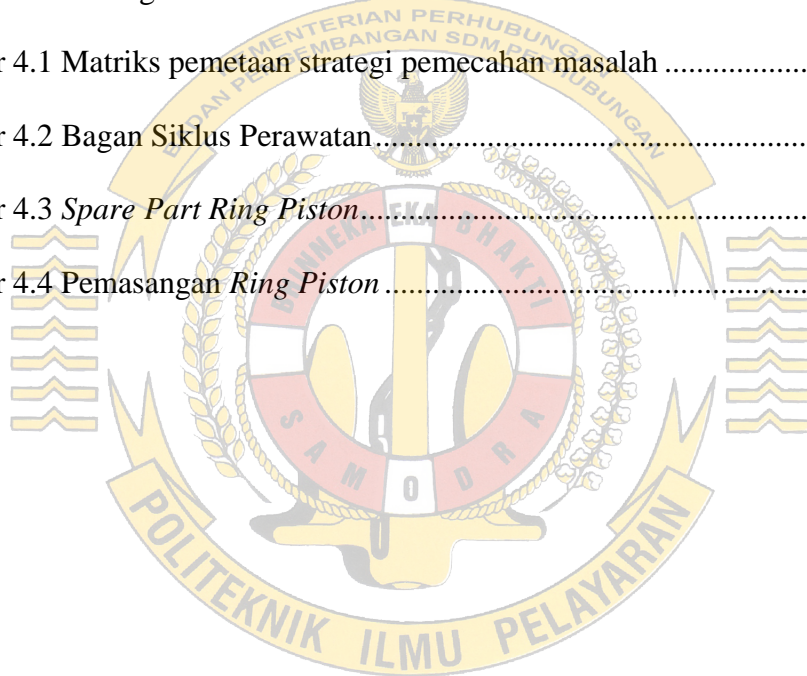 KEMENTERIAN PERHUBUNGAN
BADAN PENGEMBANGAN SDM PERHUBUNGAN
r 4.1 Matriks pemetaan strategi pemecahan masalah ....................
r 4.2 Bagan Siklus Perawatan.......................................................
r 4.3 Spare Part Ring Piston.........................................................
BHINNEKA EKA BHAKTI
r 4.4 Pemasangan Ring Piston ......................................................
SAMODRA
POLITEKNIK ILMU PELAYARAN